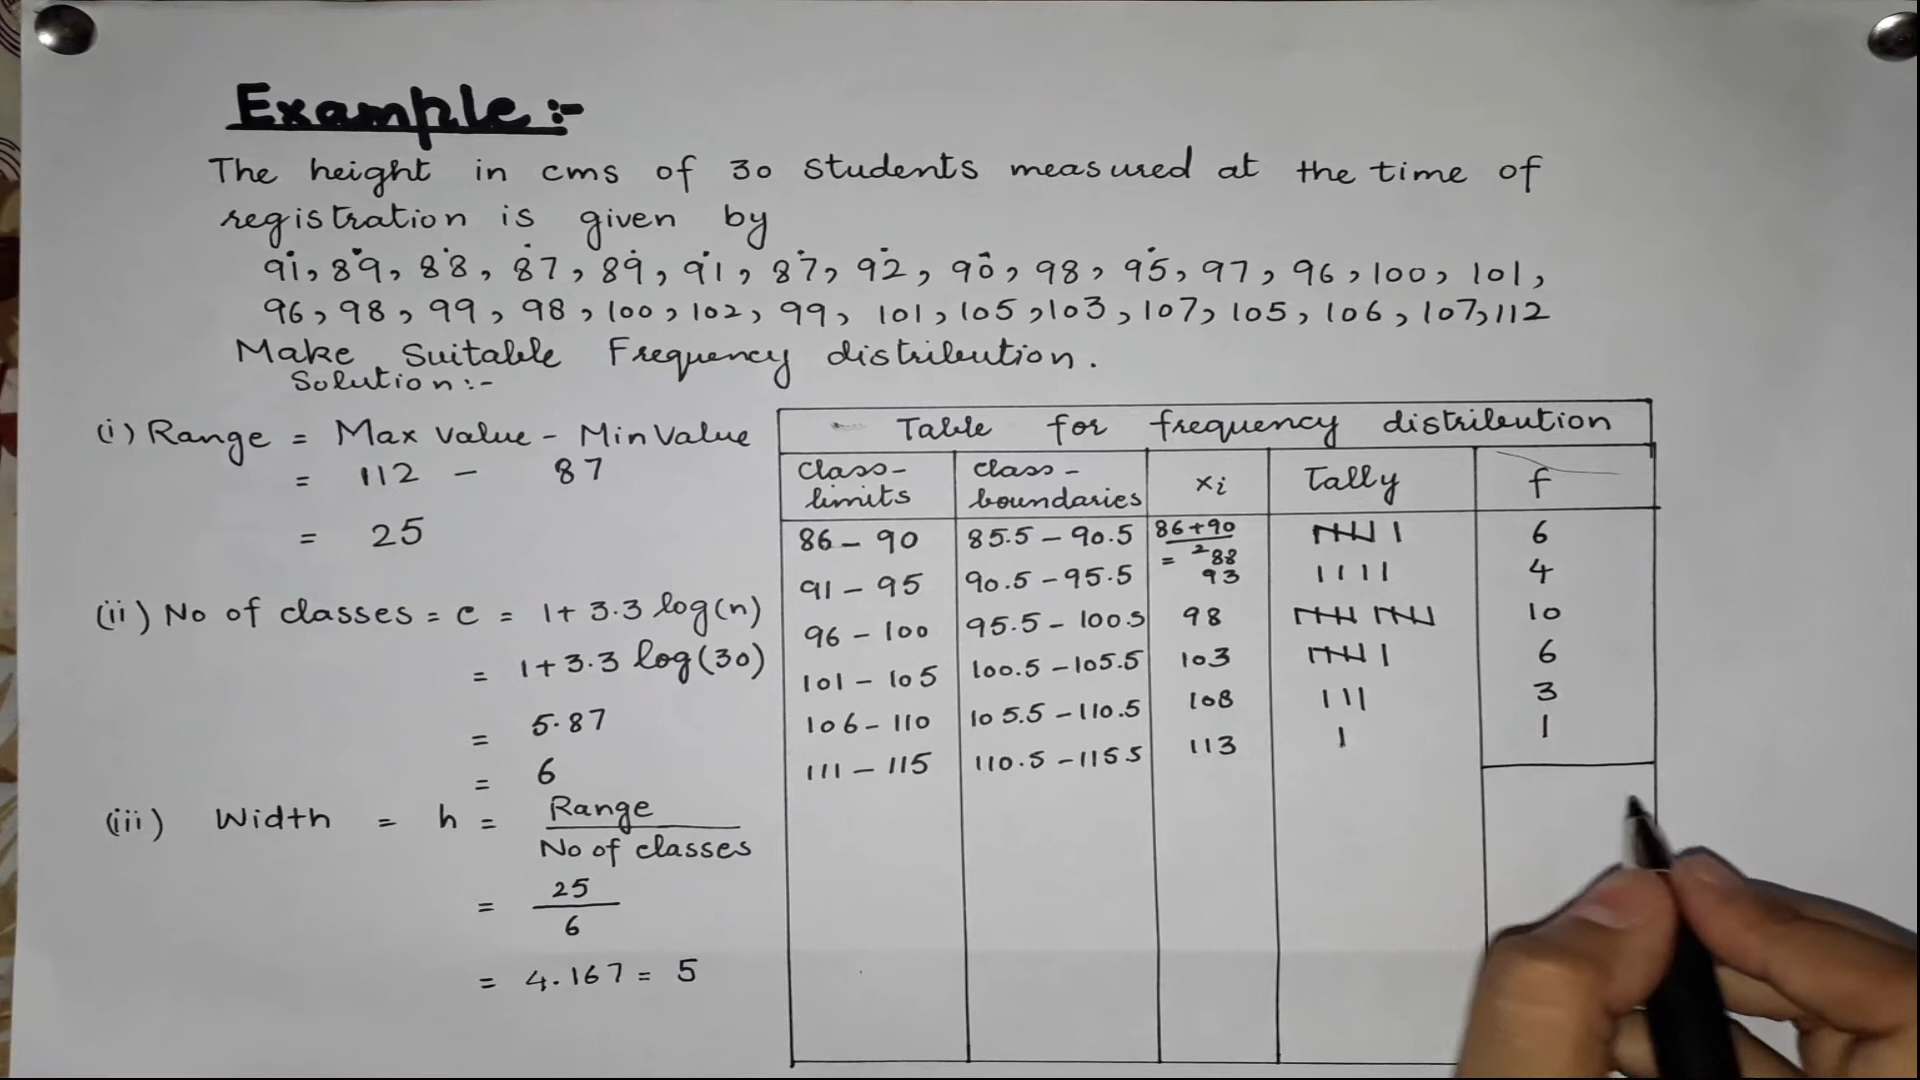 Example:-
The height in cms of 30 students measured at the time of
registration is given by
91, 89, 88, 87, 89, 91, 87, 92, 90, 98, 95, 97, 96, 100, 101,
96, 98, 99, 98, 100, 102, 99, 101, 105, 103, 107, 105, 106, 107, 112
Make Suitable Frequency distribution.
Solution:-
(i) Range = Max value - Min Value
= 112 - 87
= 25
(ii) No of classes = c = 1+ 3.3 log(n)
= 1+3.3 log(30)
= 5.87
= 6
(iii) Width = h = Range
No of classes
= 25
6
= 4.167 = 5
Table for frequency distribution
class-limits class-boundaries xi Tally f
86 - 90 85.5 - 90.5 86+90
2
= 88 𝍸 | 6
91 - 95 90.5 - 95.5 93 |||| 4
96 - 100 95.5 - 100.5 98 𝍸 𝍸 10
101 - 105 100.5 - 105.5 103 𝍸 | 6
106 - 110 105.5 - 110.5 108 ||| 3
111 - 115 110.5 - 115.5 113 | 1